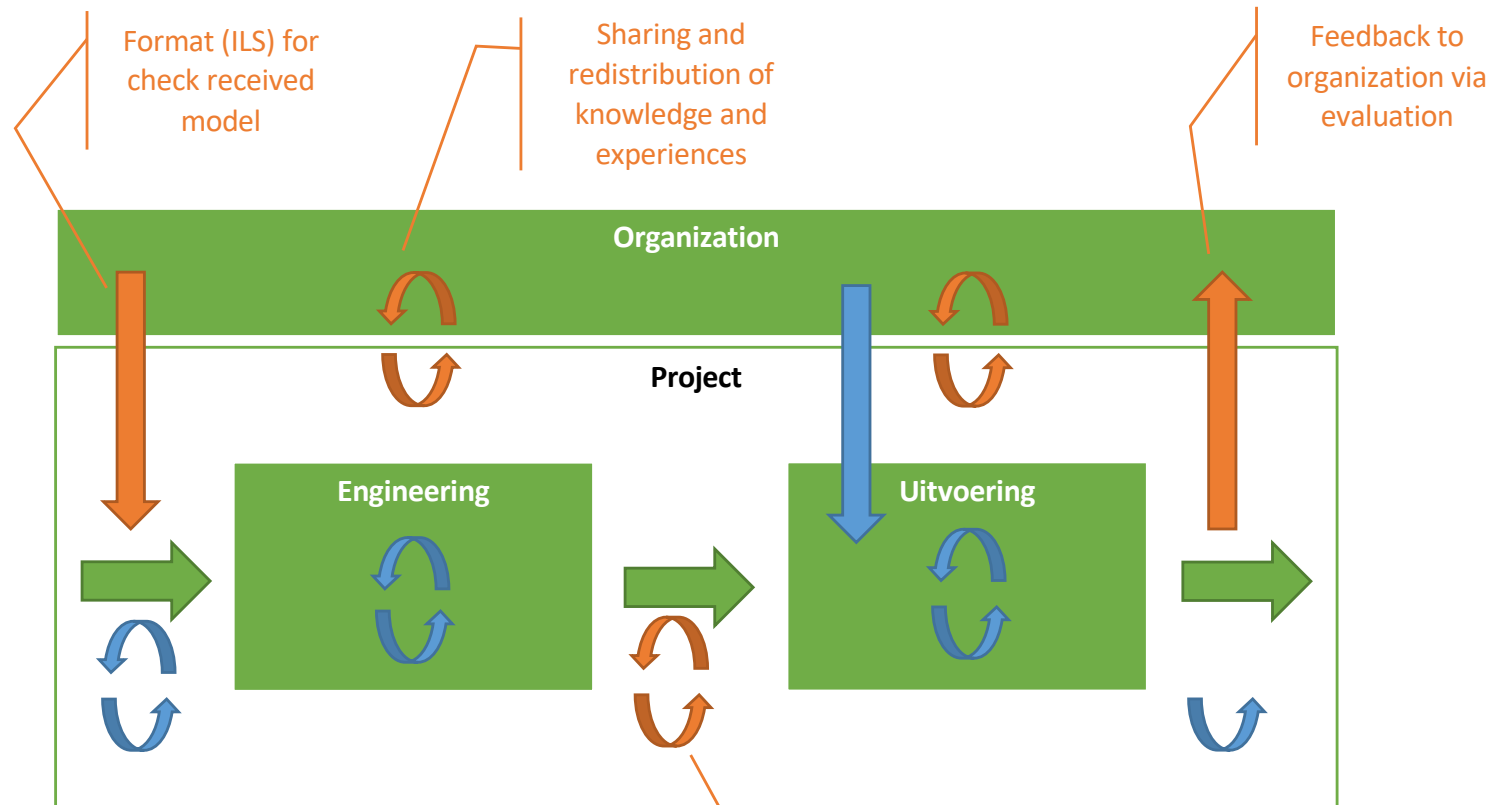 Format (ILS) for
check received
model
Sharing and
redistribution of
knowledge and
experiences
Feedback to
organization via
evaluation
Organization
Project
Engineering
Uitvoering